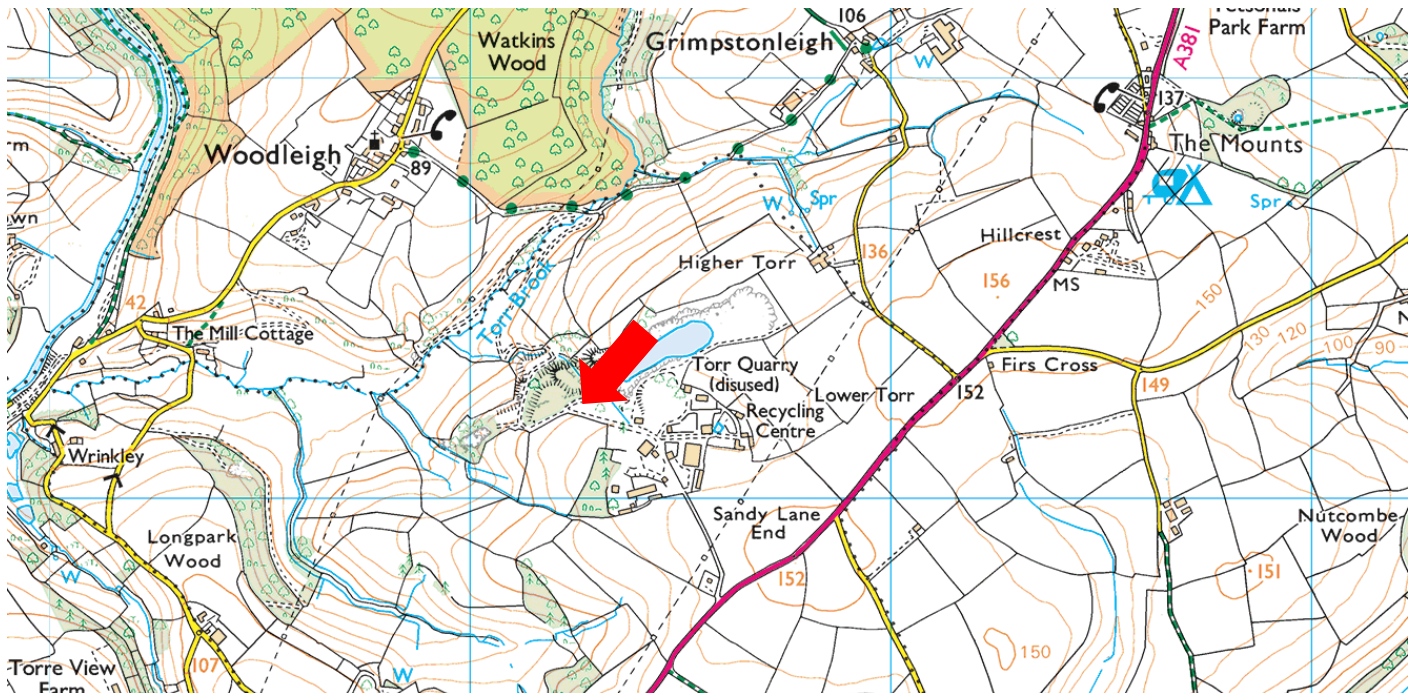 106
Park Farm
Watkins
Wood
Grimpstonleigh
W
A381
137
The Mounts
Woodleigh
89
W
Spr
Spr
136
Hillcrest
Higher Torr
156
MS
150
42
The Mill Cottage
Torr Brook
130
120
100
90
Torr Quarry
(disused)
Firs Cross
149
Lower Torr
152
Recycling
Centre
Wrinkley
Sandy Lane
End
Nutcombe
Wood
Longpark
Wood
152
151
W
107
150
Torre View
Farm
W